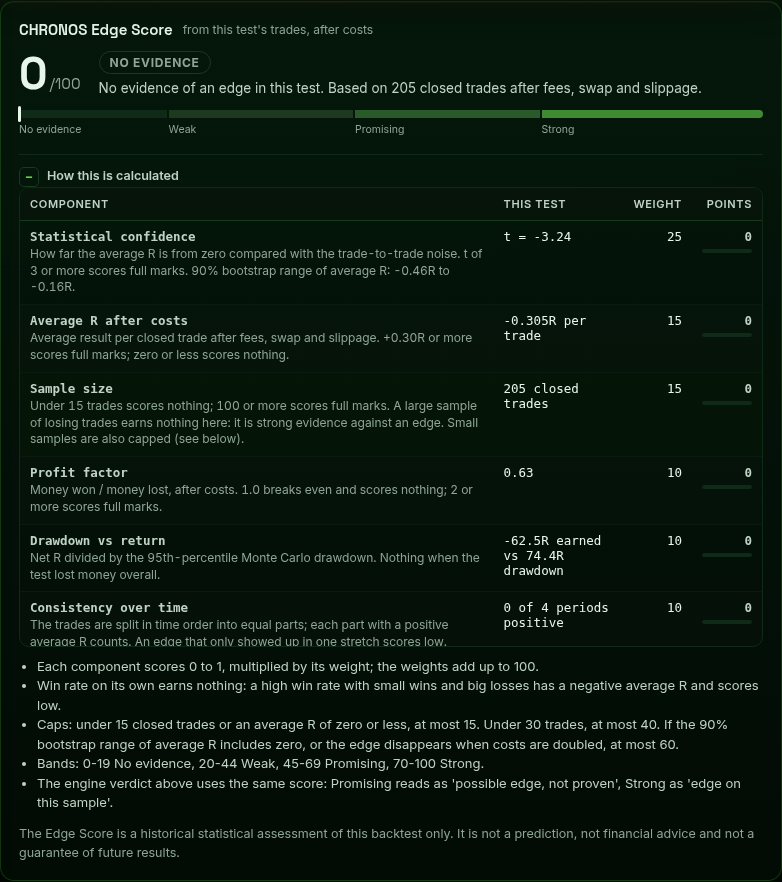 CHRONOS Edge Score from this test's trades, after costs
0/100
NO EVIDENCE
No evidence of an edge in this test. Based on 205 closed trades after fees, swap and slippage.
No evidence Weak Promising Strong
− How this is calculated
COMPONENT THIS TEST WEIGHT POINTS
Statistical confidence t = -3.24 25 0
How far the average R is from zero compared with the trade-to-trade noise. t of
3 or more scores full marks. 90% bootstrap range of average R: -0.46R to
-0.16R.
Average R after costs -0.305R per 15 0
trade
Average result per closed trade after fees, swap and slippage. +0.30R or more
scores full marks; zero or less scores nothing.
Sample size 205 closed 15 0
trades
Under 15 trades scores nothing; 100 or more scores full marks. A large sample
of losing trades earns nothing here: it is strong evidence against an edge. Small
samples are also capped (see below).
Profit factor 0.63 10 0
Money won / money lost, after costs. 1.0 breaks even and scores nothing; 2 or
more scores full marks.
Drawdown vs return -62.5R earned 10 0
vs 74.4R
drawdown
Net R divided by the 95th-percentile Monte Carlo drawdown. Nothing when the
test lost money overall.
Consistency over time 0 of 4 periods 10 0
positive
The trades are split in time order into equal parts; each part with a positive
average R counts. An edge that only showed up in one stretch scores low.
• Each component scores 0 to 1, multiplied by its weight; the weights add up to 100.
• Win rate on its own earns nothing: a high win rate with small wins and big losses has a negative average R and scores
low.
• Caps: under 15 closed trades or an average R of zero or less, at most 15. Under 30 trades, at most 40. If the 90%
bootstrap range of average R includes zero, or the edge disappears when costs are doubled, at most 60.
• Bands: 0-19 No evidence, 20-44 Weak, 45-69 Promising, 70-100 Strong.
• The engine verdict above uses the same score: Promising reads as 'possible edge, not proven', Strong as 'edge on
this sample'.
The Edge Score is a historical statistical assessment of this backtest only. It is not a prediction, not financial advice and not a
guarantee of future results.